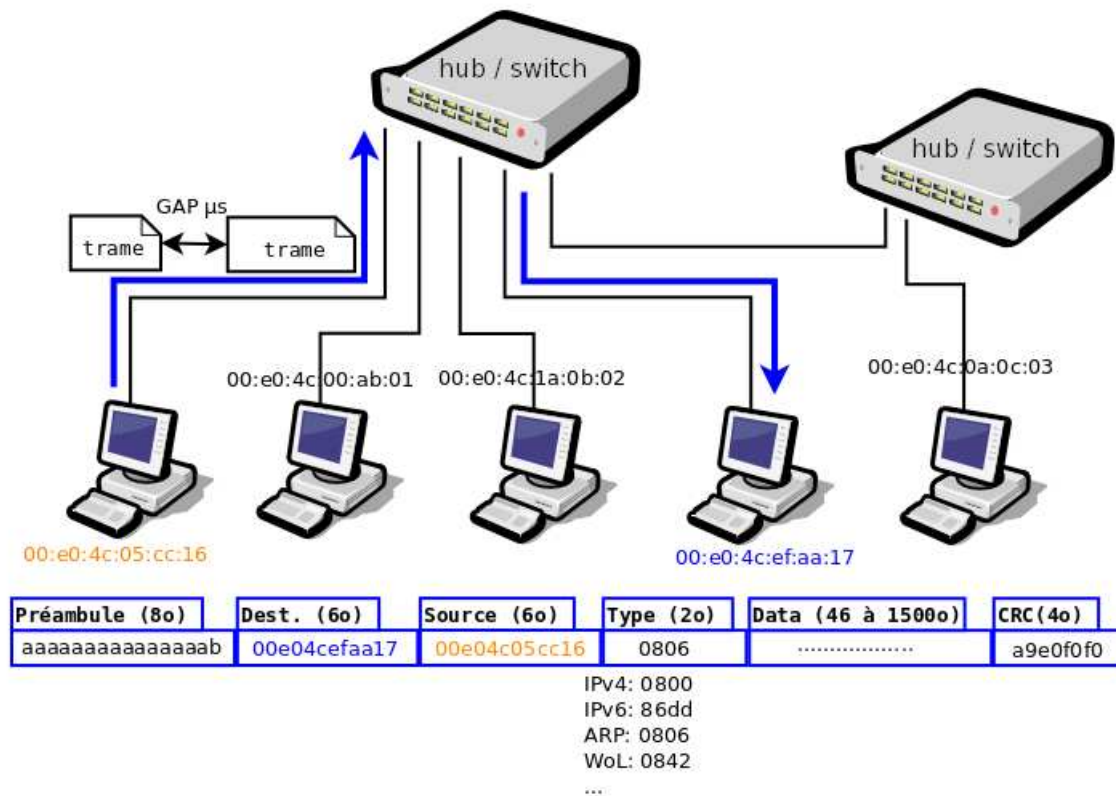 hub / switch
hub / switch
GAP µs
trame
trame
00:e0:4c:00:ab:01
00:e0:4c:1a:0b:02
00:e0:4c:0a:0c:03
00:e0:4c:05:cc:16
00:e0:4c:ef:aa:17
Préambule (8o) Dest. (6o) Source (6o) Type (2o) Data (46 à 1500o) CRC(4o)
aaaaaaaaaaaaaaab 00e04cefaa17 00e04c05cc16 0806 ................. a9e0f0f0
IPv4: 0800
IPv6: 86dd
ARP: 0806
WoL: 0842
...